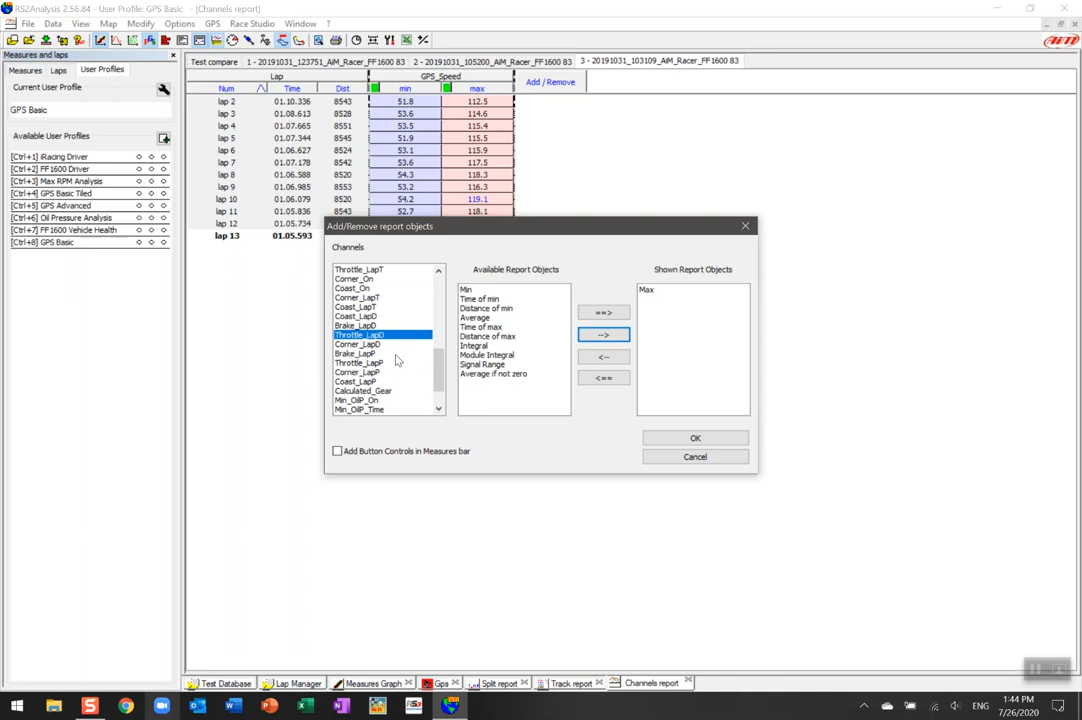 RS2Analysis 2.56.84 - [User Profile: GPS Basic] - [Channels report]
File Data View Map Modify Options GPS Race Studio Window ?
Measures and laps
Measures Laps User Profiles
Current User Profile
GPS Basic
Available User Profiles
[Ctrl+1] iRacing Driver
[Ctrl+2] FF1600 Driver
[Ctrl+3] Max RPM Analysis
[Ctrl+4] GPS Basic Tiled
[Ctrl+5] GPS Advanced
[Ctrl+6] Oil Pressure Analysis
[Ctrl+7] FF1600 Vehicle Health
[Ctrl+8] GPS Basic
Test compare 1 - 20191031_123751_AiM_Racer_FF1600 83 2 - 20191031_105200_AiM_Racer_FF1600 83 3 - 20191031_103109_AiM_Racer_FF1600 83
Lap GPS_Speed Add / Remove
Num Time Dist min max
lap 2 01.10.336 8543 51.8 112.5
lap 3 01.08.613 8528 53.6 114.6
lap 4 01.07.665 8551 53.5 115.4
lap 5 01.07.344 8545 51.9 115.5
lap 6 01.06.627 8524 53.1 115.9
lap 7 01.07.178 8542 53.6 117.5
lap 8 01.06.588 8520 54.3 118.3
lap 9 01.06.985 8553 53.2 116.3
lap 10 01.06.079 8520 54.2 119.1
lap 11 01.05.836 8543 52.7 118.1
lap 12 01.05.734
lap 13 01.05.593
Add/Remove report objects
Channels
Throttle_LapT
Corner_On
Coast_On
Corner_LapT
Coast_LapT
Coast_LapD
Brake_LapD
Throttle_LapD
Corner_LapD
Brake_LapP
Throttle_LapP
Corner_LapP
Coast_LapP
Calculated_Gear
Min_OilP_On
Min_OilP_Time
Available Report Objects
Min
Time of min
Distance of min
Average
Time of max
Distance of max
Integral
Module Integral
Signal Range
Average if not zero
==>
-->
<--
<==
Shown Report Objects
Max
Add Button Controls in Measures bar
OK
Cancel
Test Database Lap Manager Measures Graph Gps Split report Track report Channels report
ENG 1:44 PM
7/26/2020